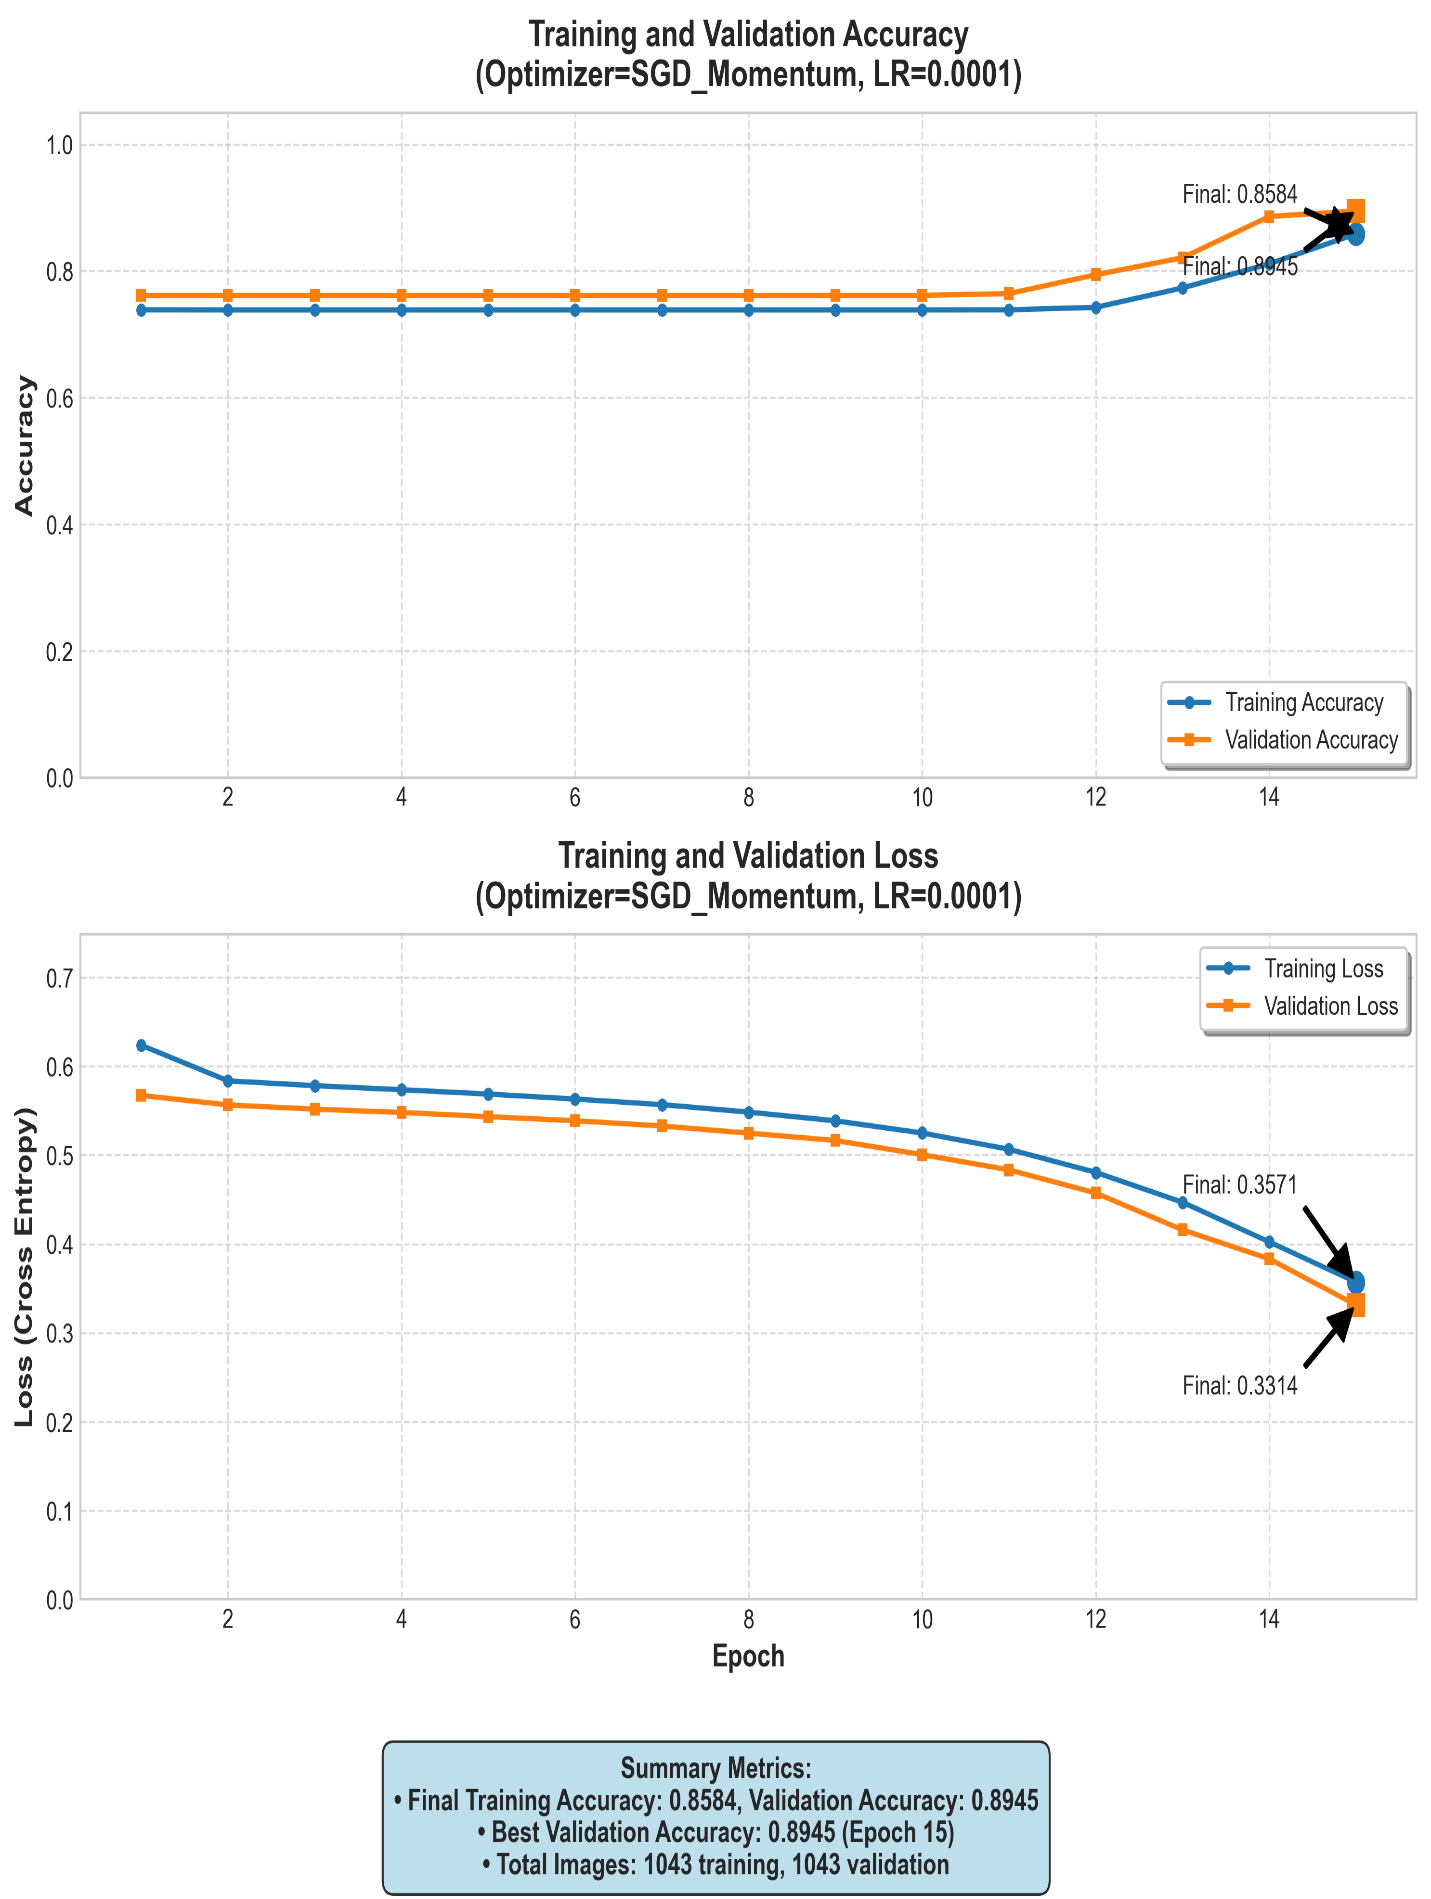 Training and Validation Accuracy
(Optimizer=SGD_Momentum, LR=0.0001)
1.0
0.8
0.6
0.4
0.2
0.0
Accuracy
Final: 0.8584
Final: 0.8945
Training Accuracy
Validation Accuracy
2 4 6 8 10 12 14
Training and Validation Loss
(Optimizer=SGD_Momentum, LR=0.0001)
0.7
0.6
0.5
0.4
0.3
0.2
0.1
0.0
Loss (Cross Entropy)
Training Loss
Validation Loss
Final: 0.3571
Final: 0.3314
2 4 6 8 10 12 14
Epoch
Summary Metrics:
• Final Training Accuracy: 0.8584, Validation Accuracy: 0.8945
• Best Validation Accuracy: 0.8945 (Epoch 15)
• Total Images: 1043 training, 1043 validation